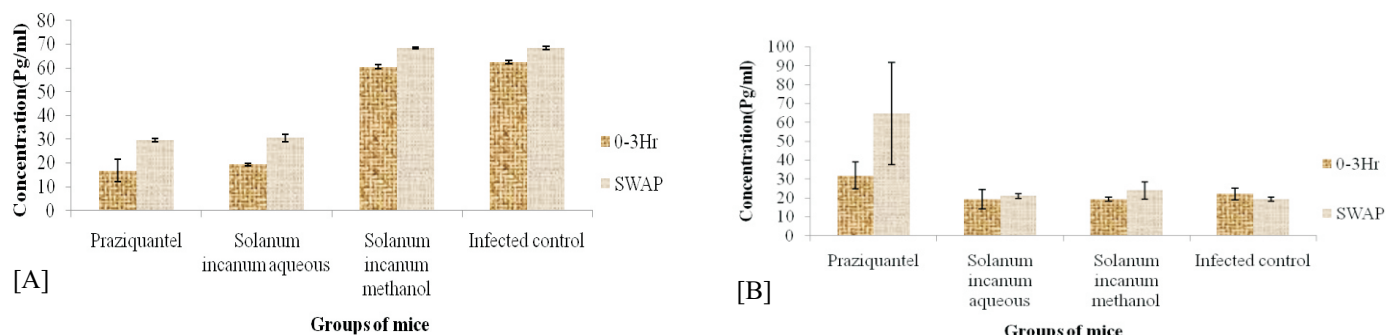 80
70
60
50
40
30
20
10
0
Concentration(Pg/ml)
Praziquantel
Solanum
incanum aqueous
Solanum
incanum
methanol
Infected control
0-3Hr
SWAP
[A]
Groups of mice
100
90
80
70
60
50
40
30
20
10
0
Concentration(Pg/ml)
Praziquantel
Solanum
incanum
aqueous
Solanum
incanum
methanol
Infected control
0-3Hr
SWAP
[B]
Groups of mice